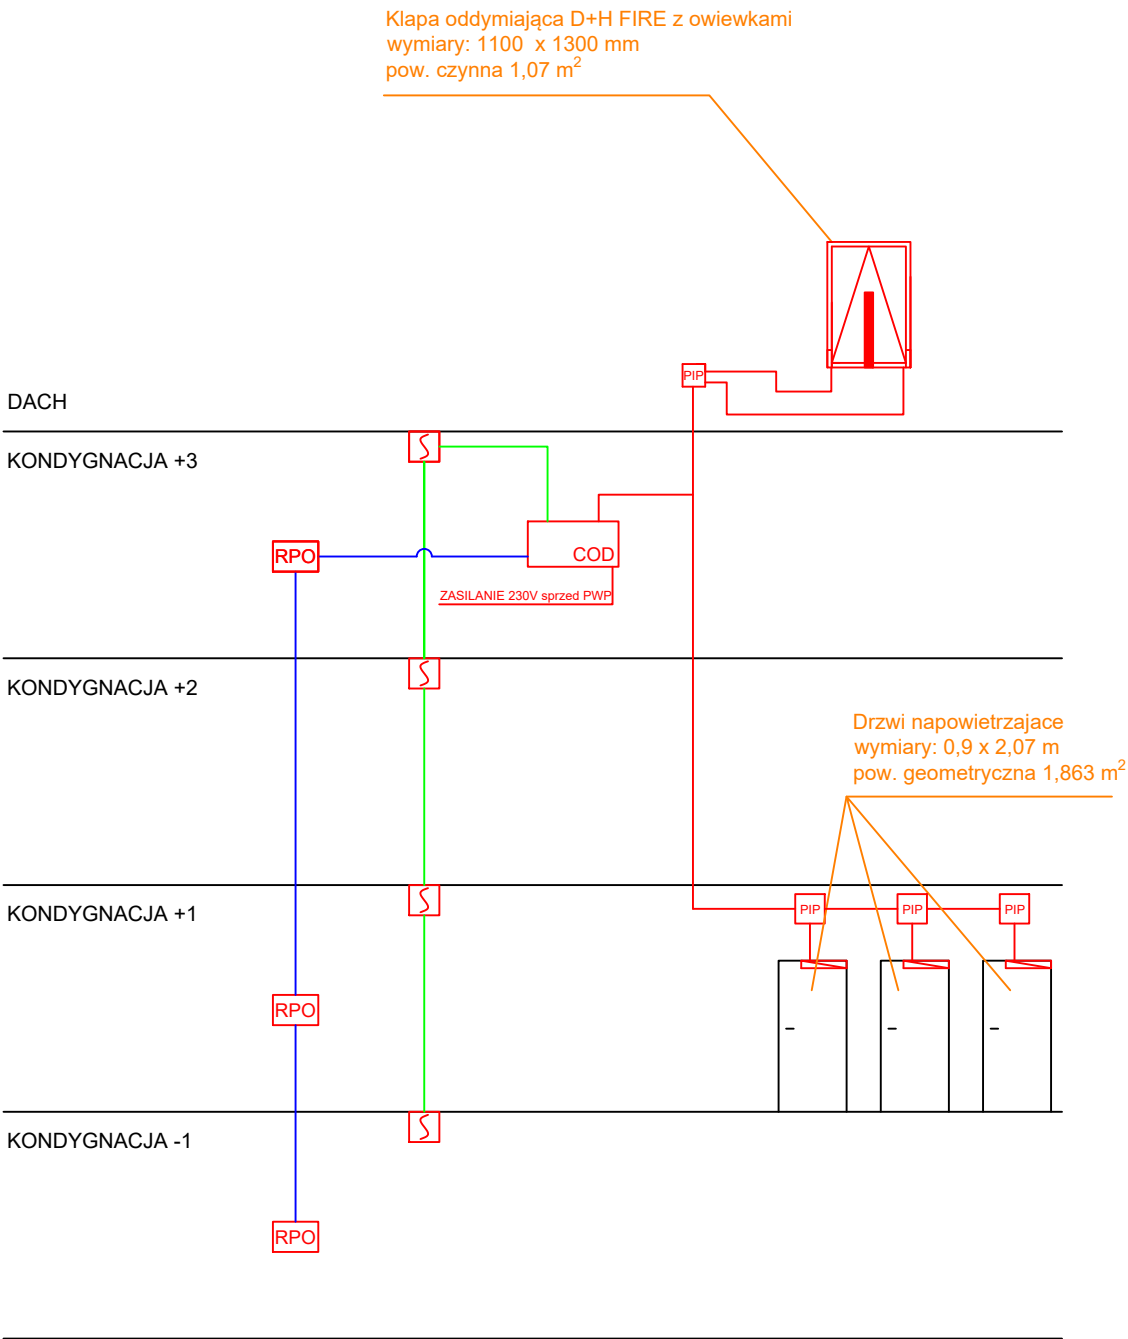 Klapa oddymiająca D+H FIRE z owiewkami
wymiary: 1100 x 1300 mm
pow. czynna 1,07 m²
PIP
DACH
KONDYGNACJA +3
RPO
COD
ZASILANIE 230V sprzed PWP
KONDYGNACJA +2
Drzwi napowietrzajace
wymiary: 0,9 x 2,07 m
pow. geometryczna 1,863 m²
KONDYGNACJA +1
PIP
PIP
PIP
RPO
KONDYGNACJA -1
RPO